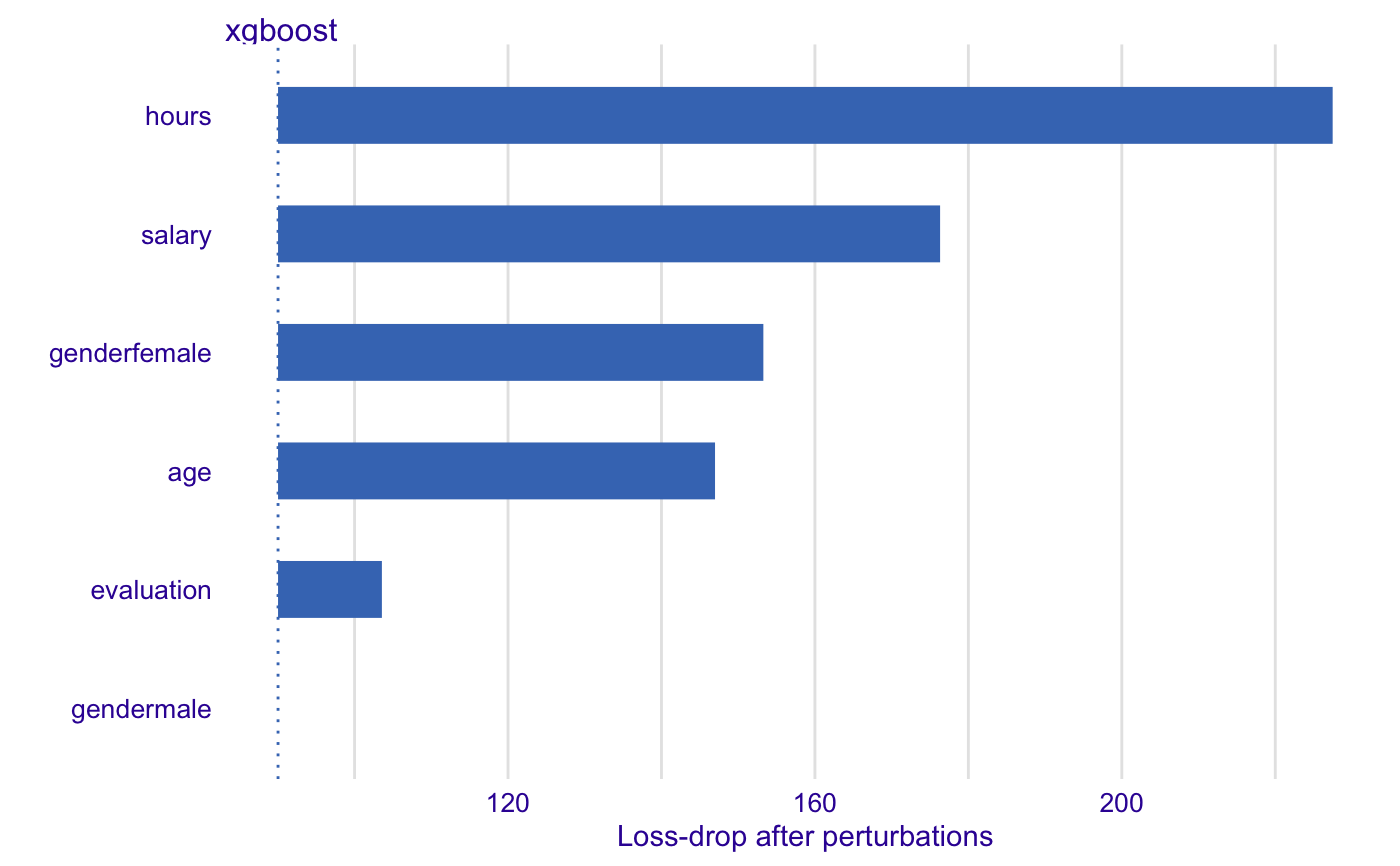 xgboost
hours
salary
genderfemale
age
evaluation
gendermale
120 160 200
Loss-drop after perturbations